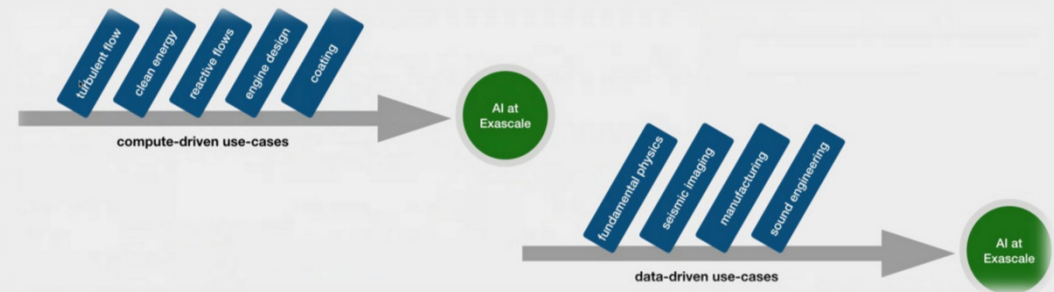 turbulent flow
clean energy
reactive flows
engine design
coating
AI at
Exascale
compute-driven use-cases
fundamental physics
seismic imaging
manufacturing
sound engineering
AI at
Exascale
data-driven use-cases